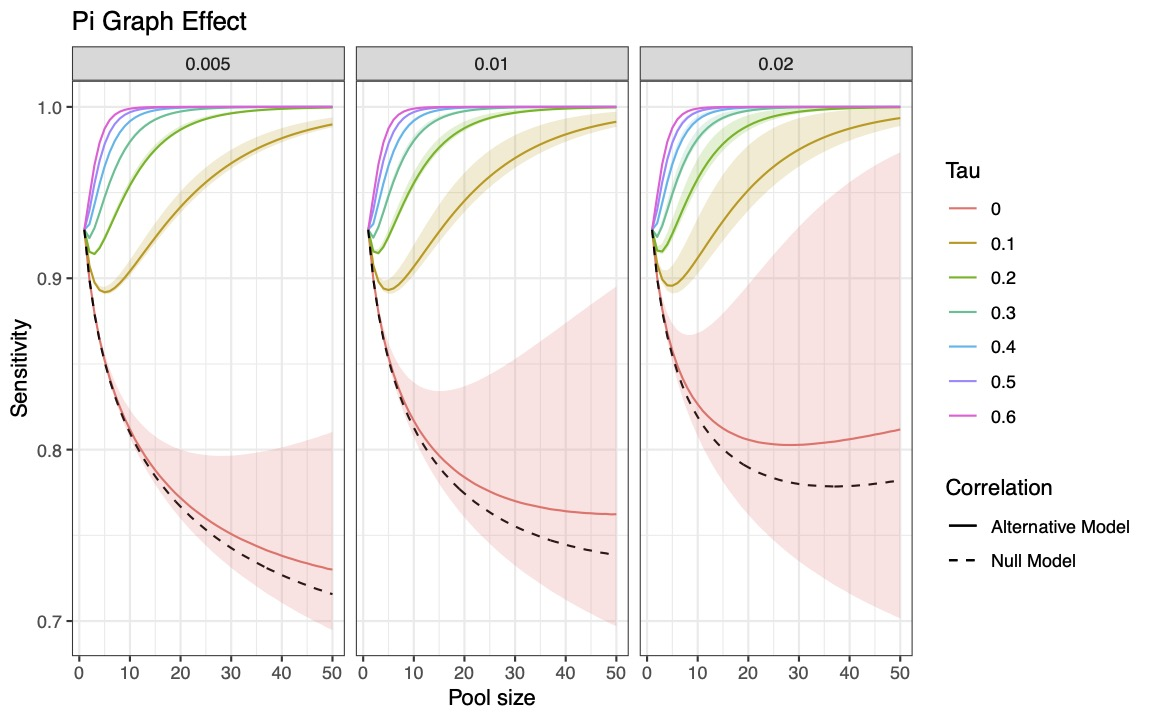 Pi Graph Effect
0.005
0.01
0.02
1.0
0.9
0.8
0.7
Sensitivity
0 10 20 30 40 50
0 10 20 30 40 50
0 10 20 30 40 50
Pool size
Tau
0
0.1
0.2
0.3
0.4
0.5
0.6
Correlation
Alternative Model
Null Model